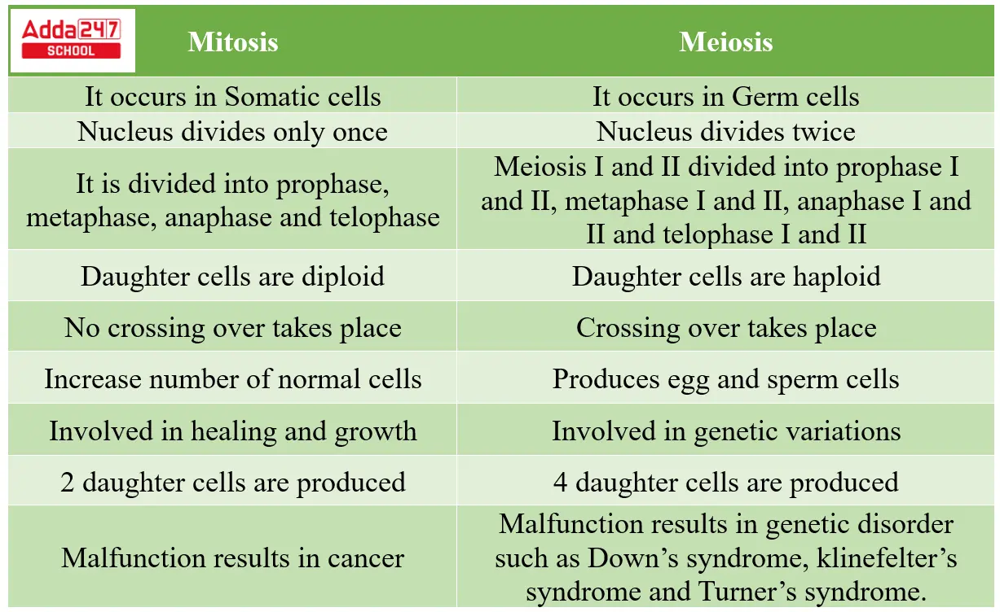 Adda247
SCHOOL
Mitosis
Meiosis
It occurs in Somatic cells
It occurs in Germ cells
Nucleus divides only once
Nucleus divides twice
It is divided into prophase,
metaphase, anaphase and telophase
Meiosis I and II divided into prophase I
and II, metaphase I and II, anaphase I and
II and telophase I and II
Daughter cells are diploid
Daughter cells are haploid
No crossing over takes place
Crossing over takes place
Increase number of normal cells
Produces egg and sperm cells
Involved in healing and growth
Involved in genetic variations
2 daughter cells are produced
4 daughter cells are produced
Malfunction results in cancer
Malfunction results in genetic disorder
such as Down’s syndrome, klinefelter’s
syndrome and Turner’s syndrome.